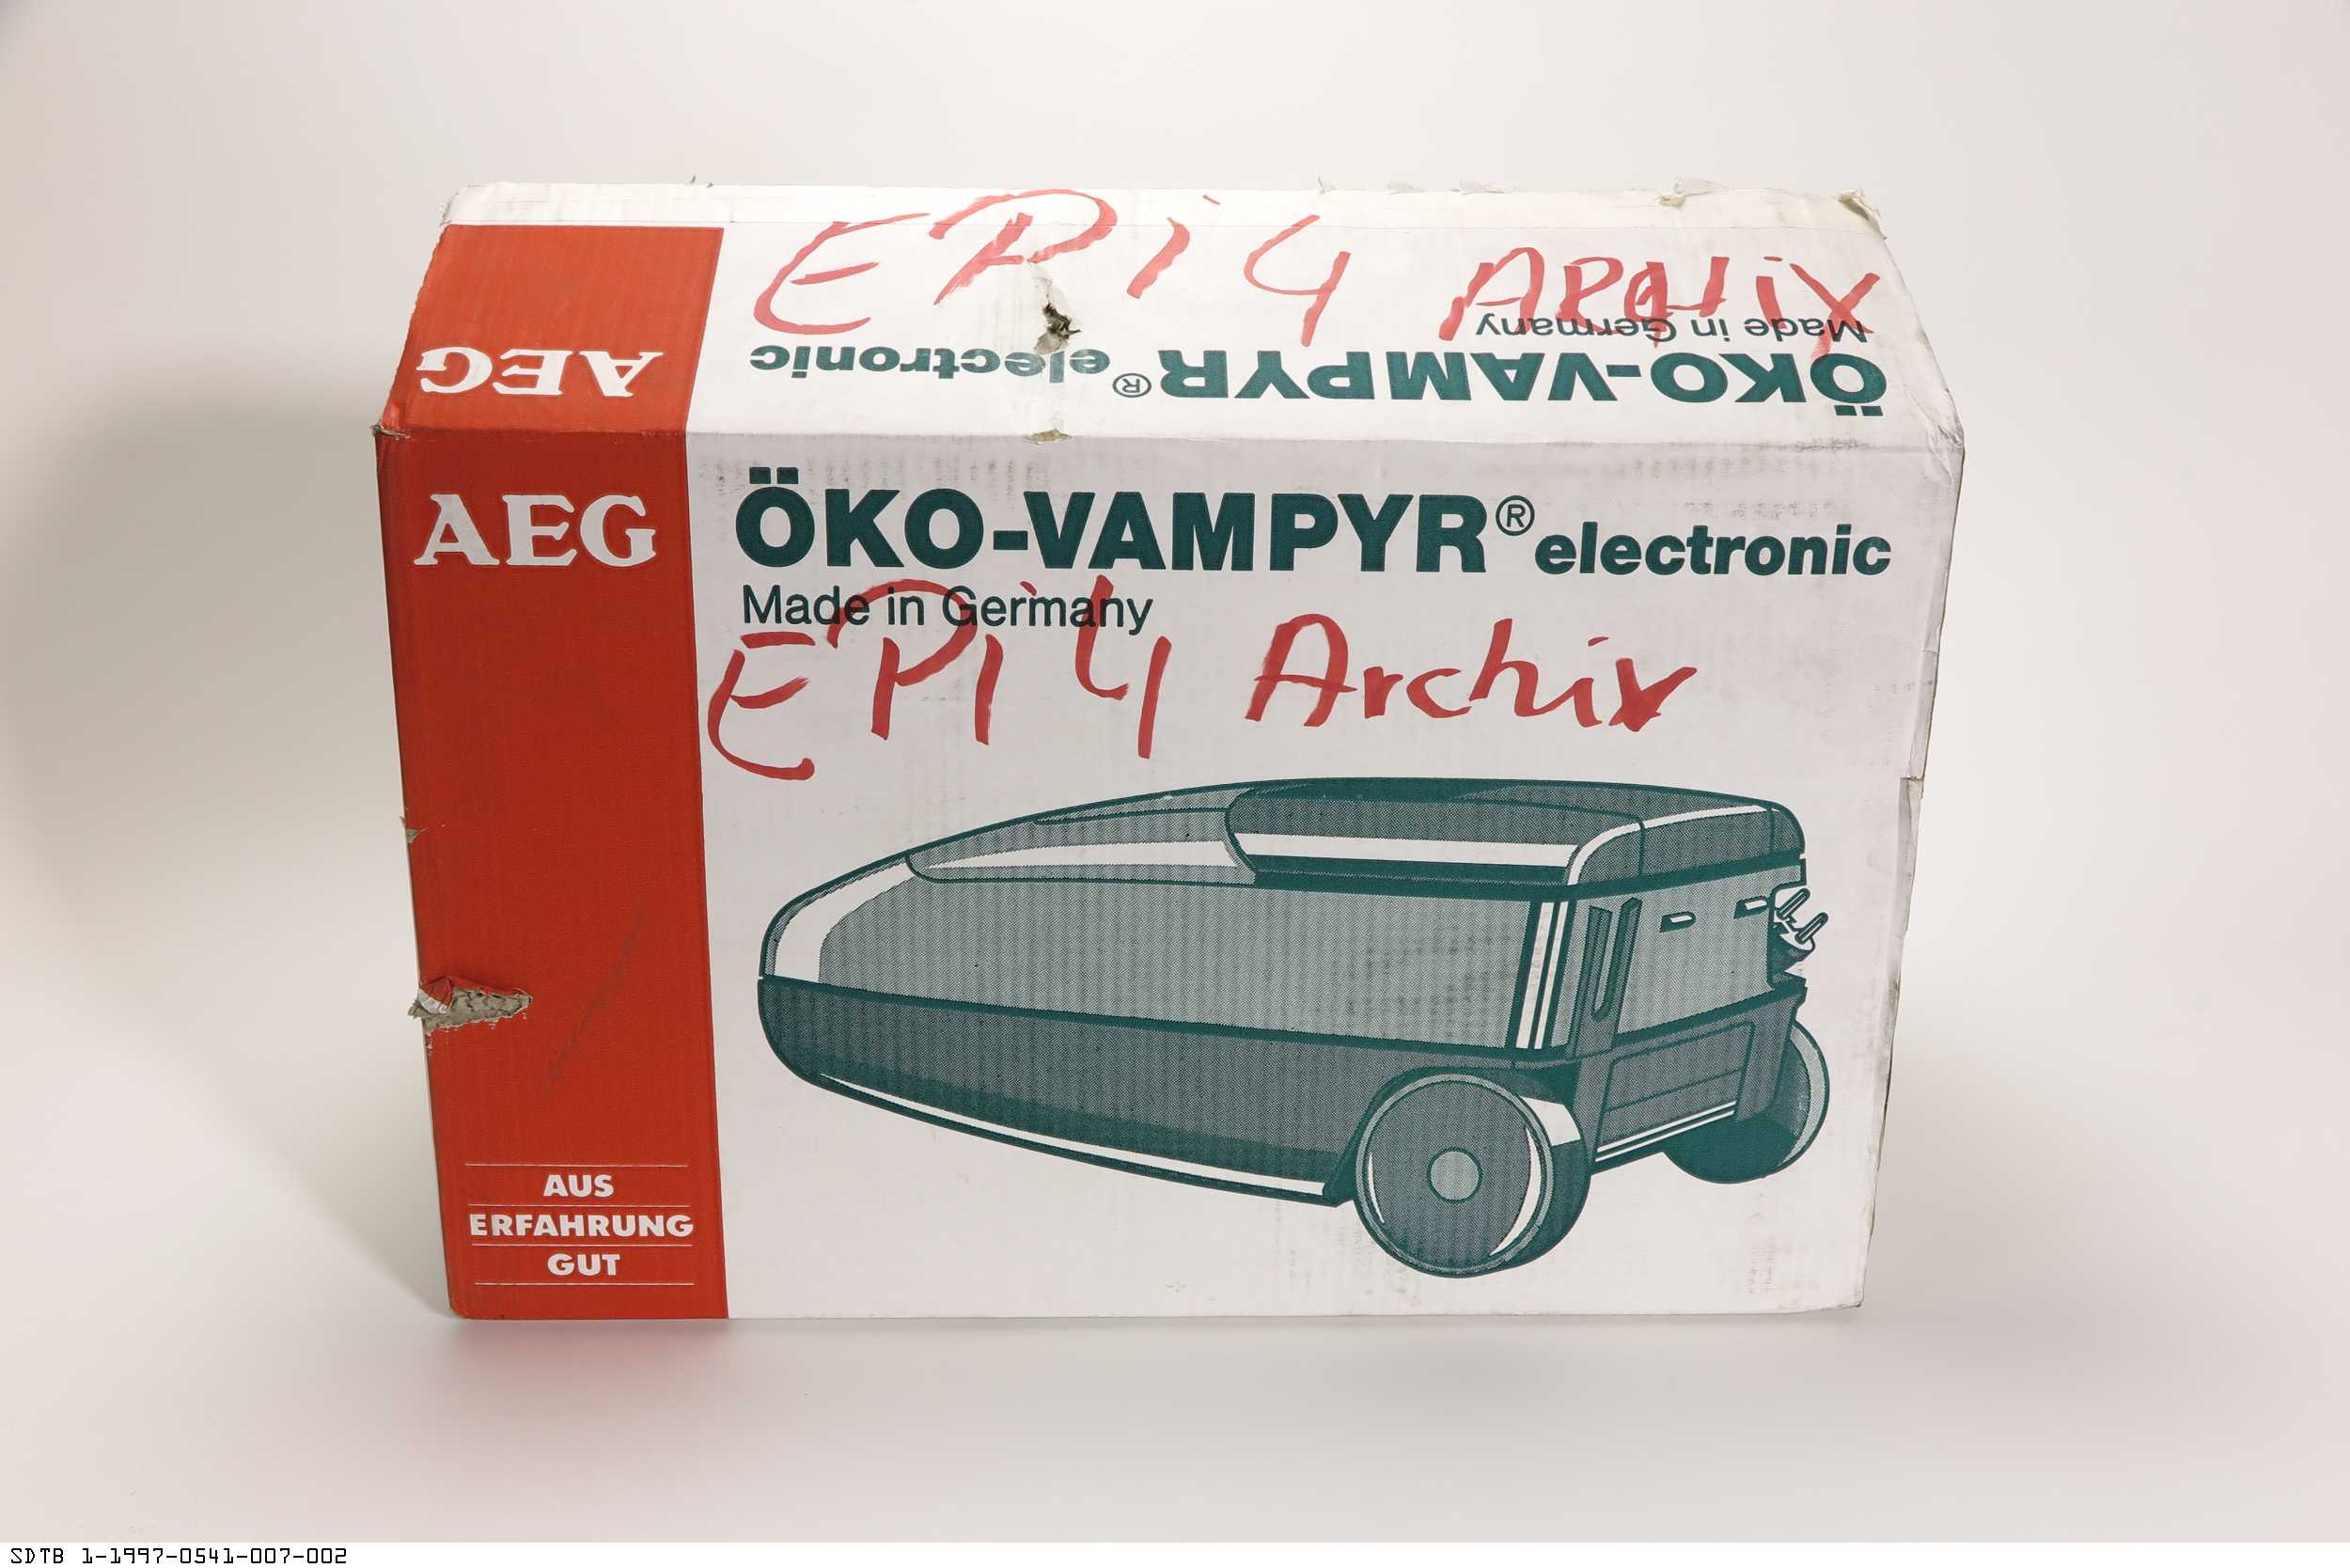 EPi 4 ARCHiV
Made in Germany
ÖKO-VAMPYR® electronic
AEG
AEG
ÖKO-VAMPYR® electronic
Made in Germany
EPi 4 Archiv
AUS
ERFAHRUNG
GUT
SDTB 1-1997-0541-007-002